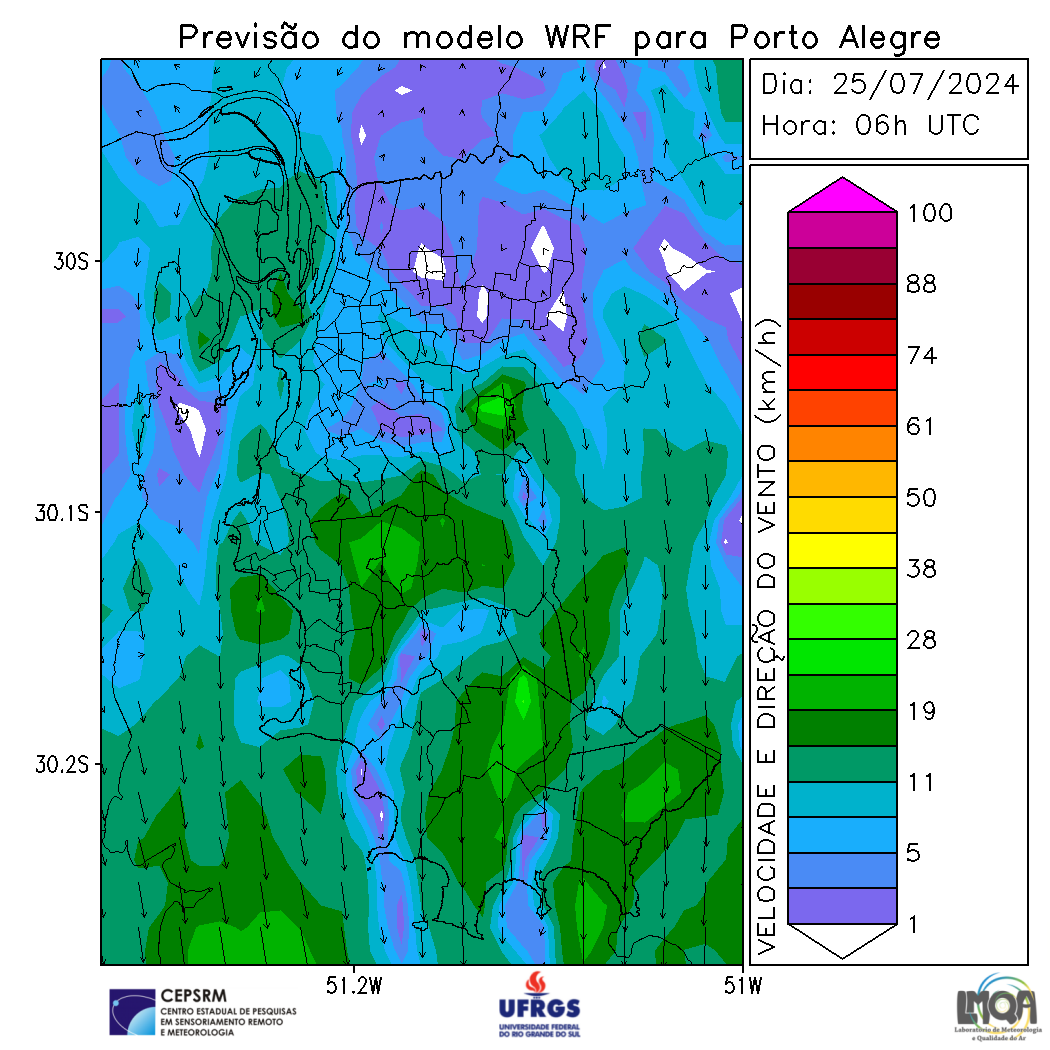 Previsão do modelo WRF para Porto Alegre
Dia: 25/07/2024
Hora: 06h UTC
30S
30.1S
30.2S
51.2W
51W
VELOCIDADE E DIREÇÃO DO VENTO (km/h)
100
88
74
61
50
38
28
19
11
5
1
CEPSRM
CENTRO ESTADUAL DE PESQUISAS
EM SENSORIAMENTO REMOTO
E METEOROLOGIA
UFRGS
UNIVERSIDADE FEDERAL
DO RIO GRANDE DO SUL
LMQA
Laboratório de Meteorologia
e Qualidade do Ar